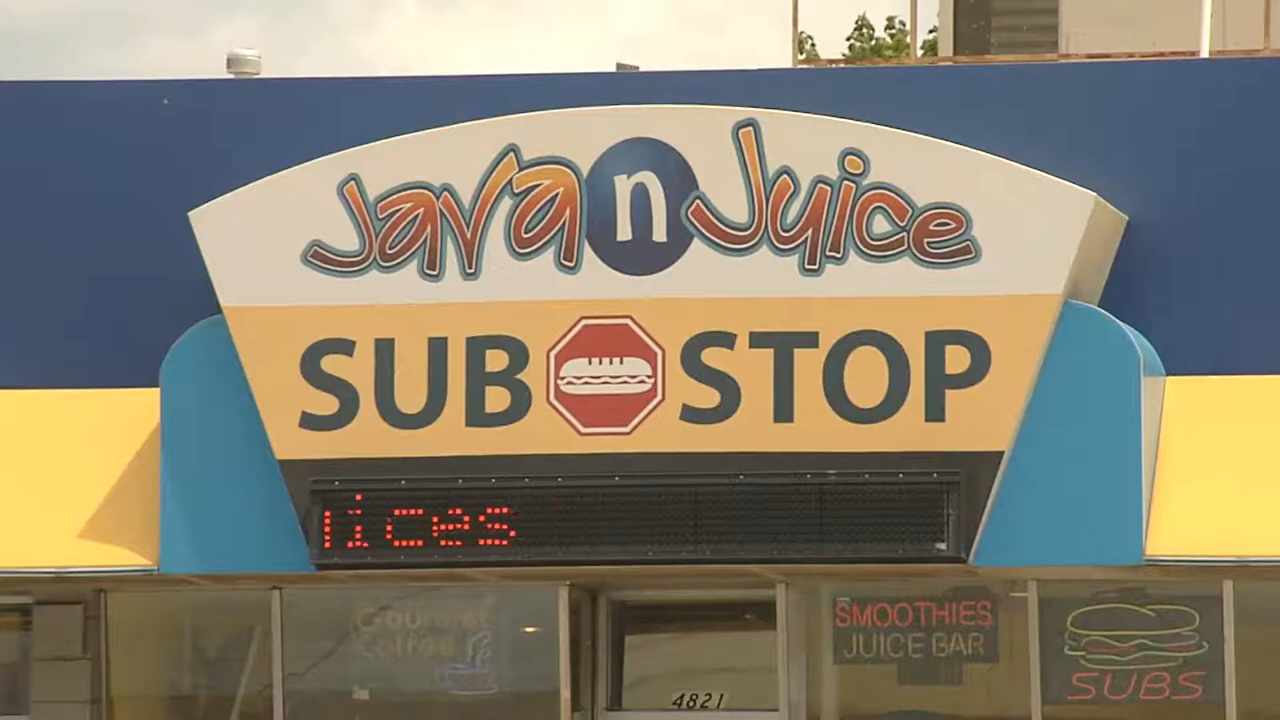 Java n Juice
SUB STOP
ices
Gourmet
Coffee
SMOOTHIES
JUICE BAR
SUBS
4821